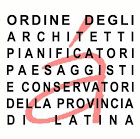 ORDINE DEGLI
ARCHITETTI
PIANIFICATORI
PAESAGGISTI
E CONSERVATORI
DELLA PROVINCIA
DI LATINA